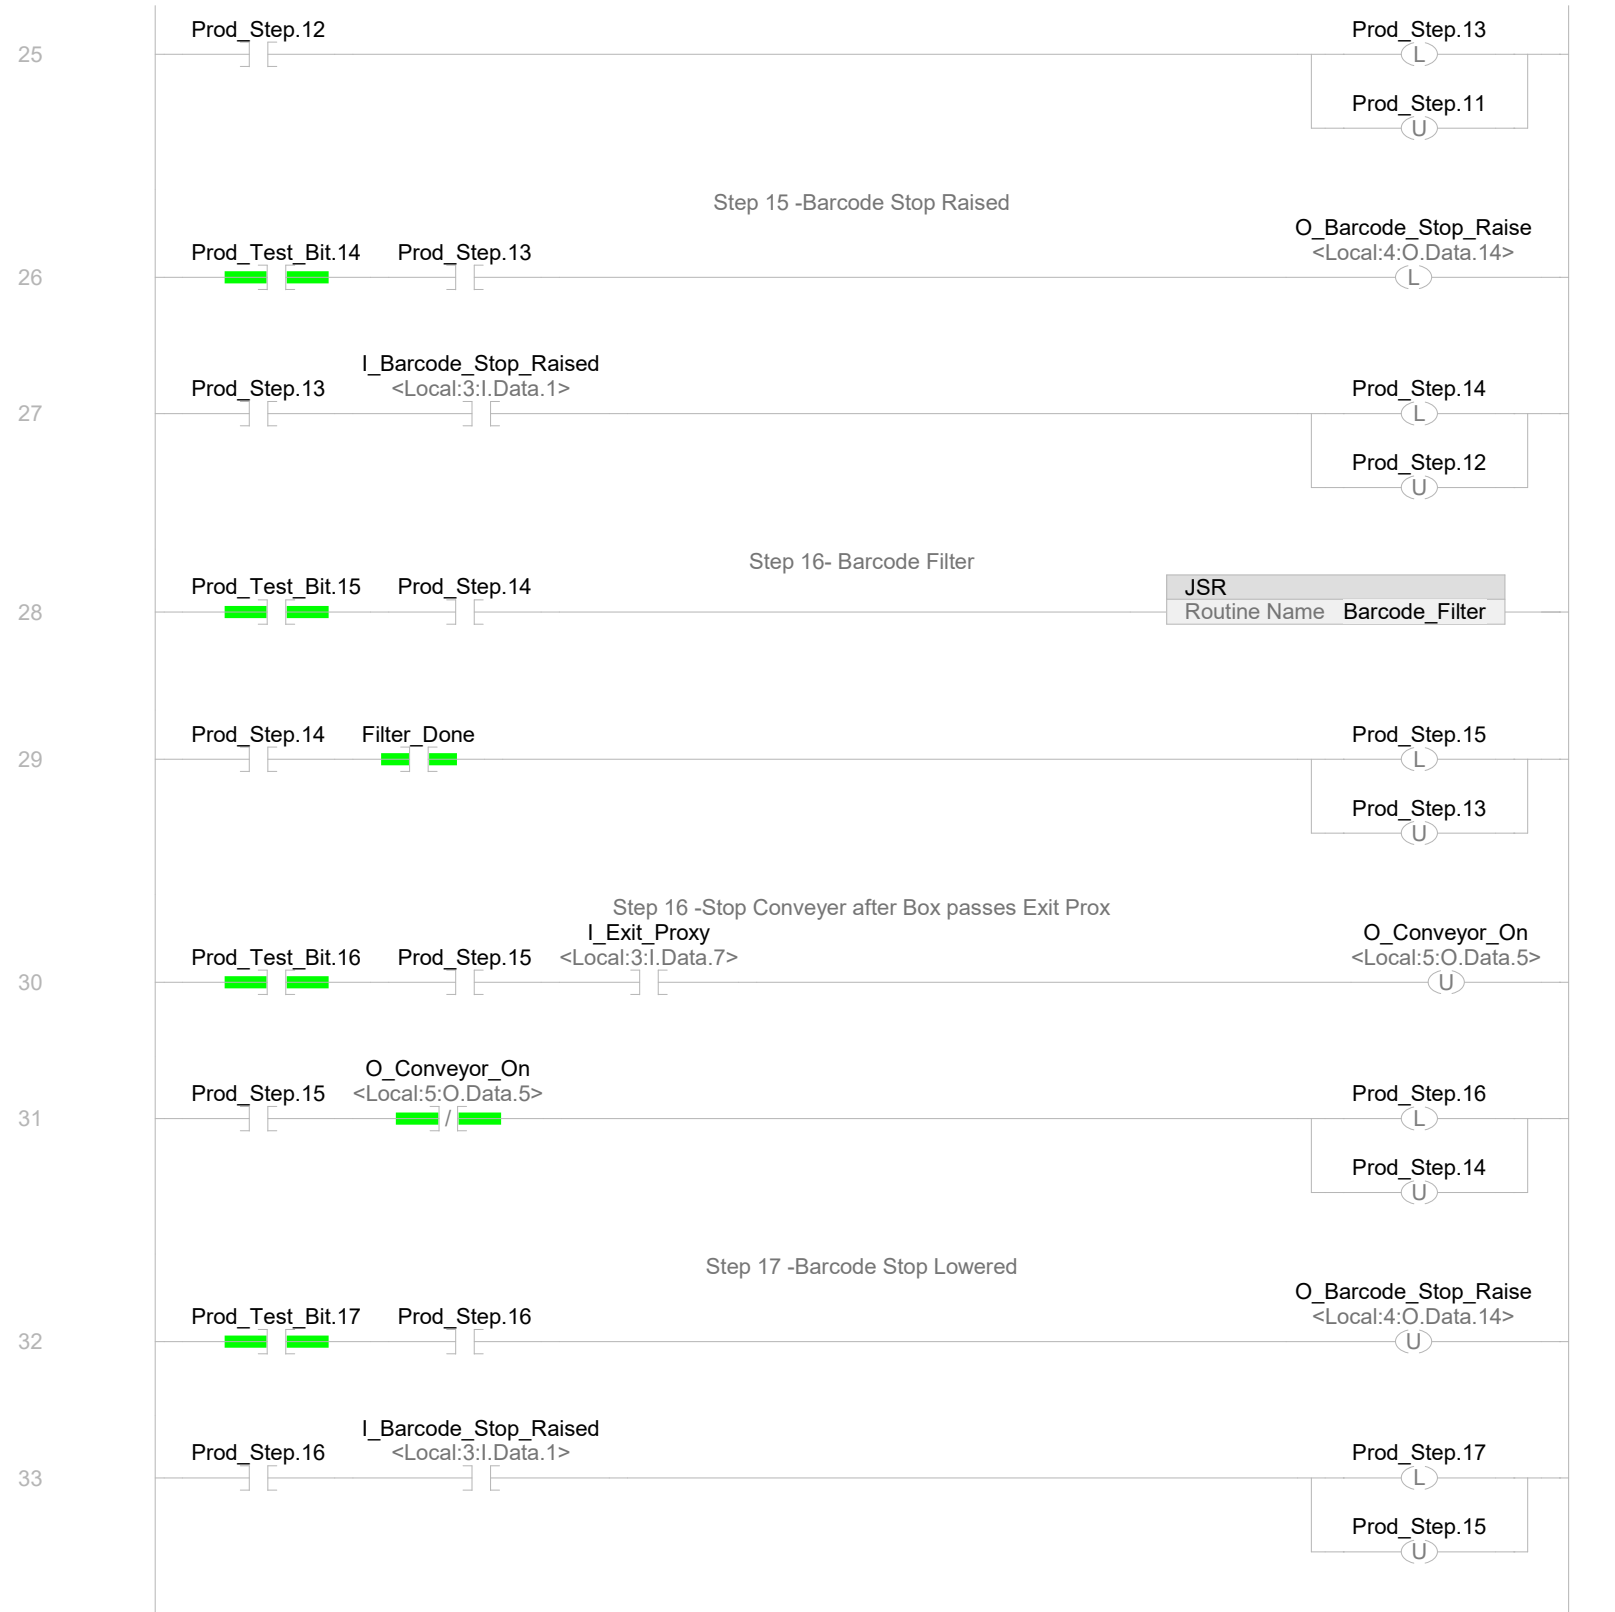 Prod_Step.12 Prod_Step.13
25 L
Prod_Step.11
U
Step 15 -Barcode Stop Raised
O_Barcode_Stop_Raise
Prod_Test_Bit.14 Prod_Step.13 <Local:4:O.Data.14>
26 L
I_Barcode_Stop_Raised
Prod_Step.13 <Local:3:I.Data.1> Prod_Step.14
27 L
Prod_Step.12
U
Step 16- Barcode Filter
Prod_Test_Bit.15 Prod_Step.14 JSR
28 Routine Name Barcode_Filter
Prod_Step.14 Filter_Done Prod_Step.15
29 L
Prod_Step.13
U
Step 16 -Stop Conveyer after Box passes Exit Prox
I_Exit_Proxy O_Conveyor_On
Prod_Test_Bit.16 Prod_Step.15 <Local:3:I.Data.7> <Local:5:O.Data.5>
30 U
O_Conveyor_On
Prod_Step.15 <Local:5:O.Data.5> Prod_Step.16
31 / L
Prod_Step.14
U
Step 17 -Barcode Stop Lowered
O_Barcode_Stop_Raise
Prod_Test_Bit.17 Prod_Step.16 <Local:4:O.Data.14>
32 U
I_Barcode_Stop_Raised
Prod_Step.16 <Local:3:I.Data.1> Prod_Step.17
33 L
Prod_Step.15
U